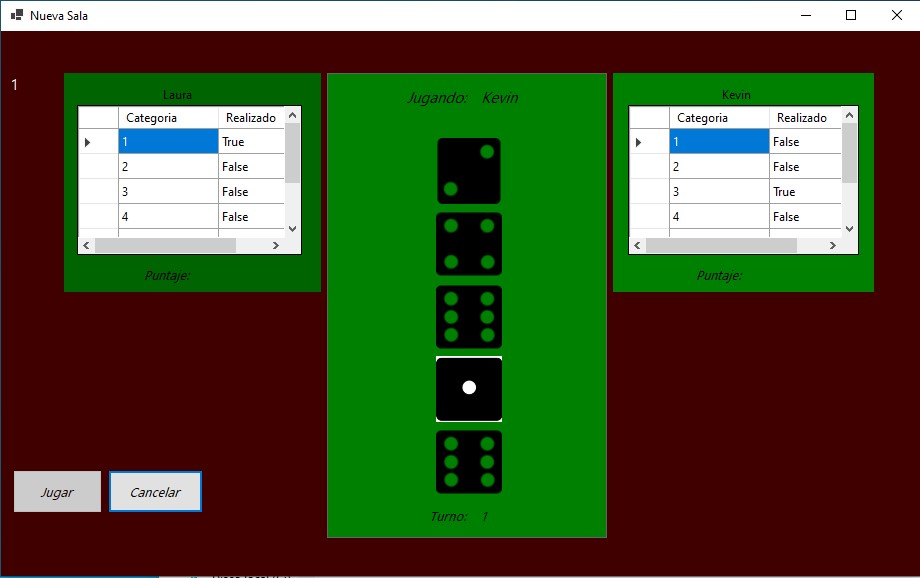 Nueva Sala
1
Laura
Categoria Realizado
1 True
2 False
3 False
4 False
Puntaje:
Jugando: Kevin
Turno: 1
Kevin
Categoria Realizado
1 False
2 False
3 True
4 False
Puntaje:
Jugar
Cancelar